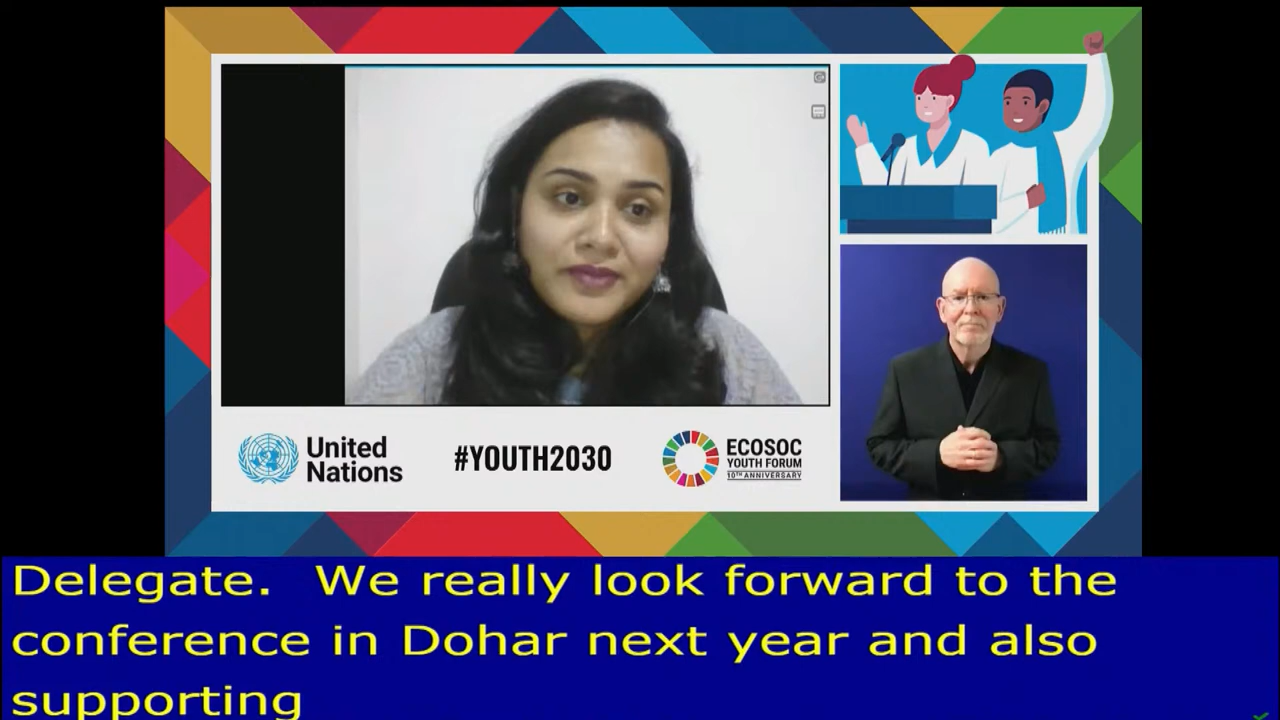 United
Nations
#YOUTH2030
ECOSOC
YOUTH FORUM
10TH ANNIVERSARY
Delegate.  We really look forward to the
conference in Dohar next year and also
supporting